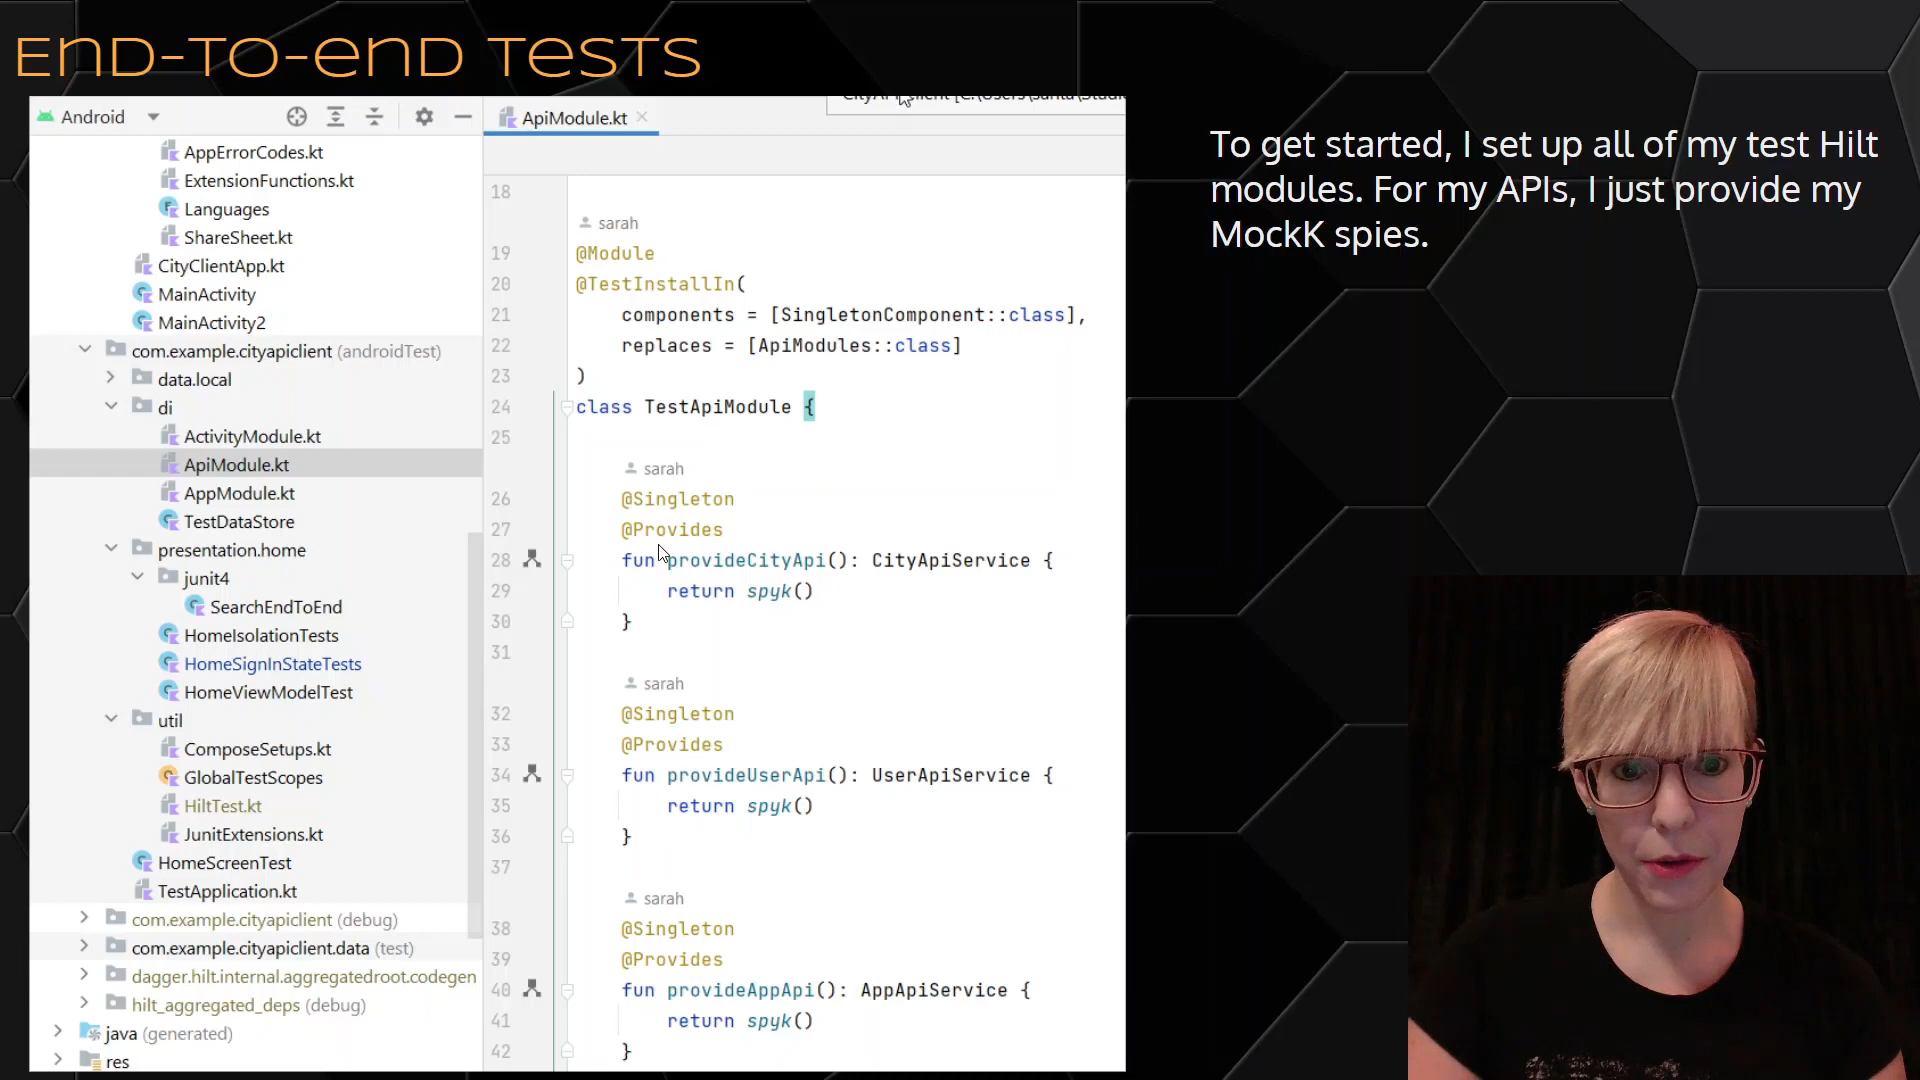 End-to-end Tests
Android
AppErrorCodes.kt
ExtensionFunctions.kt
Languages
ShareSheet.kt
CityClientApp.kt
MainActivity
MainActivity2
com.example.cityapiclient (androidTest)
data.local
di
ActivityModule.kt
ApiModule.kt
AppModule.kt
TestDataStore
presentation.home
junit4
SearchEndToEnd
HomeIsolationTests
HomeSignInStateTests
HomeViewModelTest
util
ComposeSetups.kt
GlobalTestScopes
HiltTest.kt
JunitExtensions.kt
HomeScreenTest
TestApplication.kt
com.example.cityapiclient (debug)
com.example.cityapiclient.data (test)
dagger.hilt.internal.aggregatedroot.codegen
hilt_aggregated_deps (debug)
java (generated)
res
ApiModule.kt
18
sarah
19 @Module
20 @TestInstallIn(
21 components = [SingletonComponent::class],
22 replaces = [ApiModules::class]
23 )
24 class TestApiModule {
25
sarah
26 @Singleton
27 @Provides
28 fun provideCityApi(): CityApiService {
29 return spyk()
30 }
31
sarah
32 @Singleton
33 @Provides
34 fun provideUserApi(): UserApiService {
35 return spyk()
36 }
37
sarah
38 @Singleton
39 @Provides
40 fun provideAppApi(): AppApiService {
41 return spyk()
42 }
To get started, I set up all of my test Hilt
modules. For my APIs, I just provide my
MockK spies.